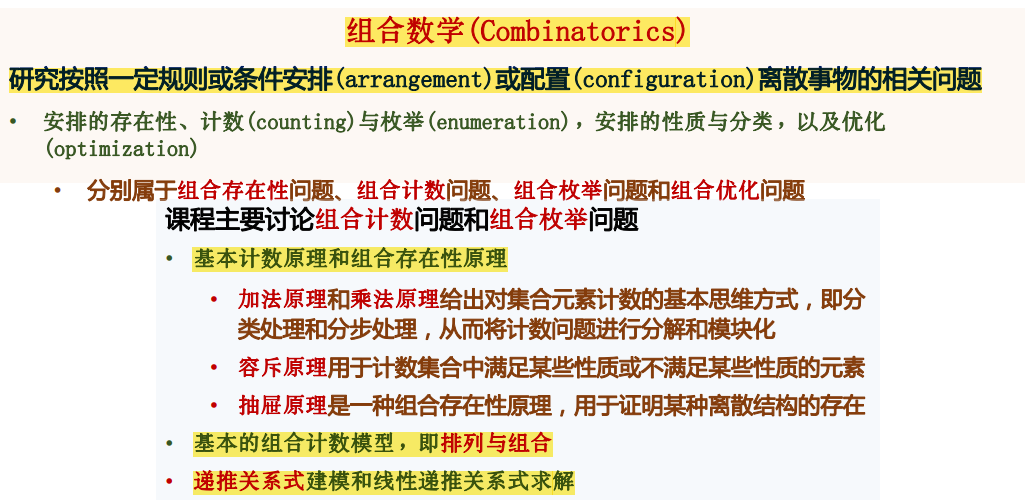 组合数学(Combinatorics)
研究按照一定规则或条件安排(arrangement)或配置(configuration)离散事物的相关问题
• 安排的存在性、计数(counting)与枚举(enumeration)，安排的性质与分类，以及优化
(optimization)
• 分别属于组合存在性问题、组合计数问题、组合枚举问题和组合优化问题
课程主要讨论组合计数问题和组合枚举问题
• 基本计数原理和组合存在性原理
• 加法原理和乘法原理给出对集合元素计数的基本思维方式，即分
类处理和分步处理，从而将计数问题进行分解和模块化
• 容斥原理用于计数集合中满足某些性质或不满足某些性质的元素
• 抽屉原理是一种组合存在性原理，用于证明某种离散结构的存在
• 基本的组合计数模型，即排列与组合
• 递推关系式建模和线性递推关系式求解